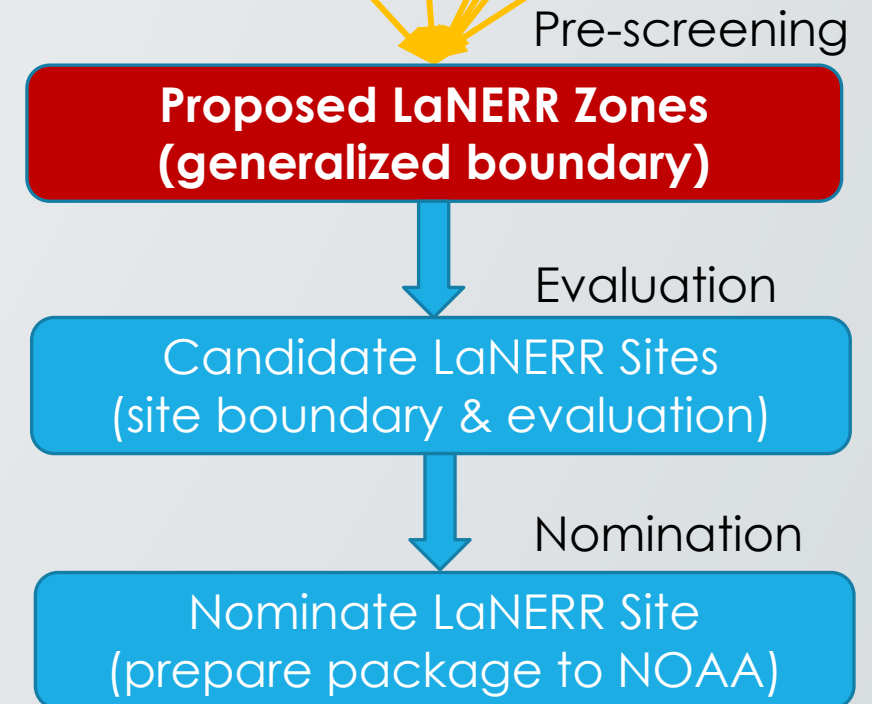 Pre-screening
Proposed LaNERR Zones
(generalized boundary)
Evaluation
Candidate LaNERR Sites
(site boundary & evaluation)
Nomination
Nominate LaNERR Site
(prepare package to NOAA)